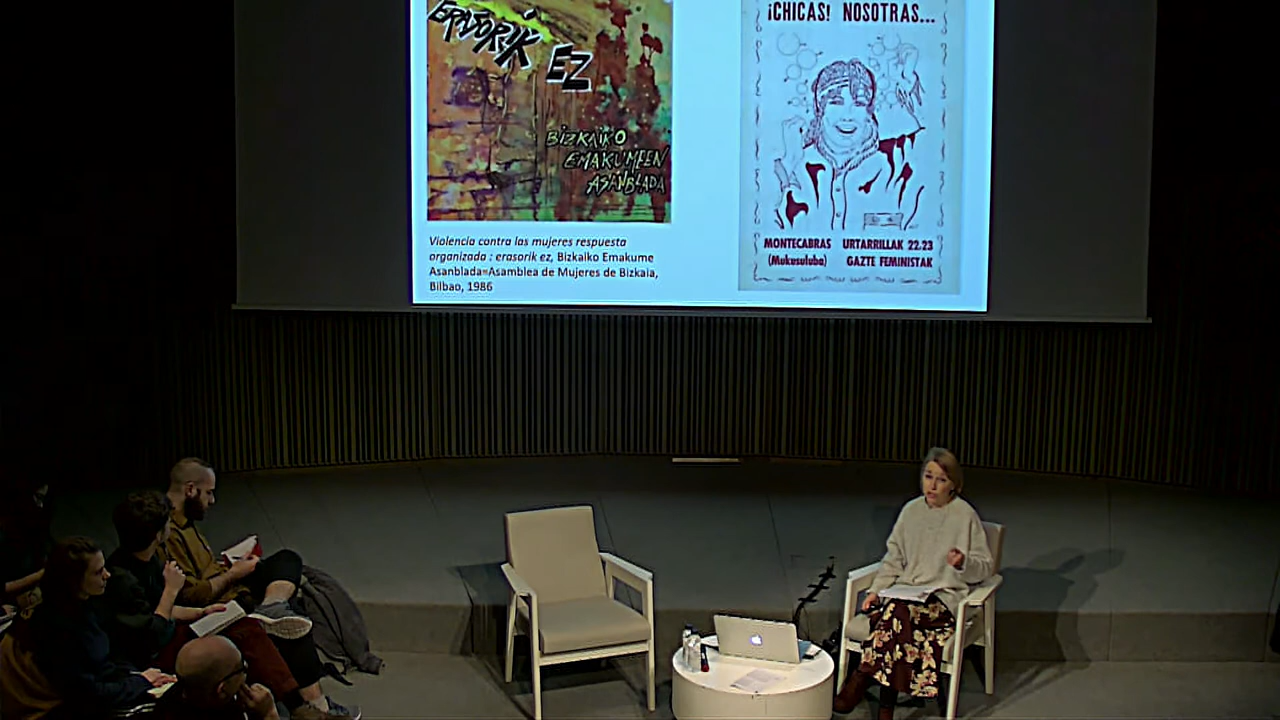 ERASORIK
EZ
BIZKAIKO
EMAKUMEEN
ASANBLADA
Violencia contra las mujeres respuesta
organizada : erasorik ez, Bizkaiko Emakume
Asanblada=Asamblea de Mujeres de Bizkaia,
Bilbao, 1986
¡CHICAS! NOSOTRAS...
MONTECABRAS URTARRILLAK 22-23
(Mukusuluba) GAZTE FEMINISTAK